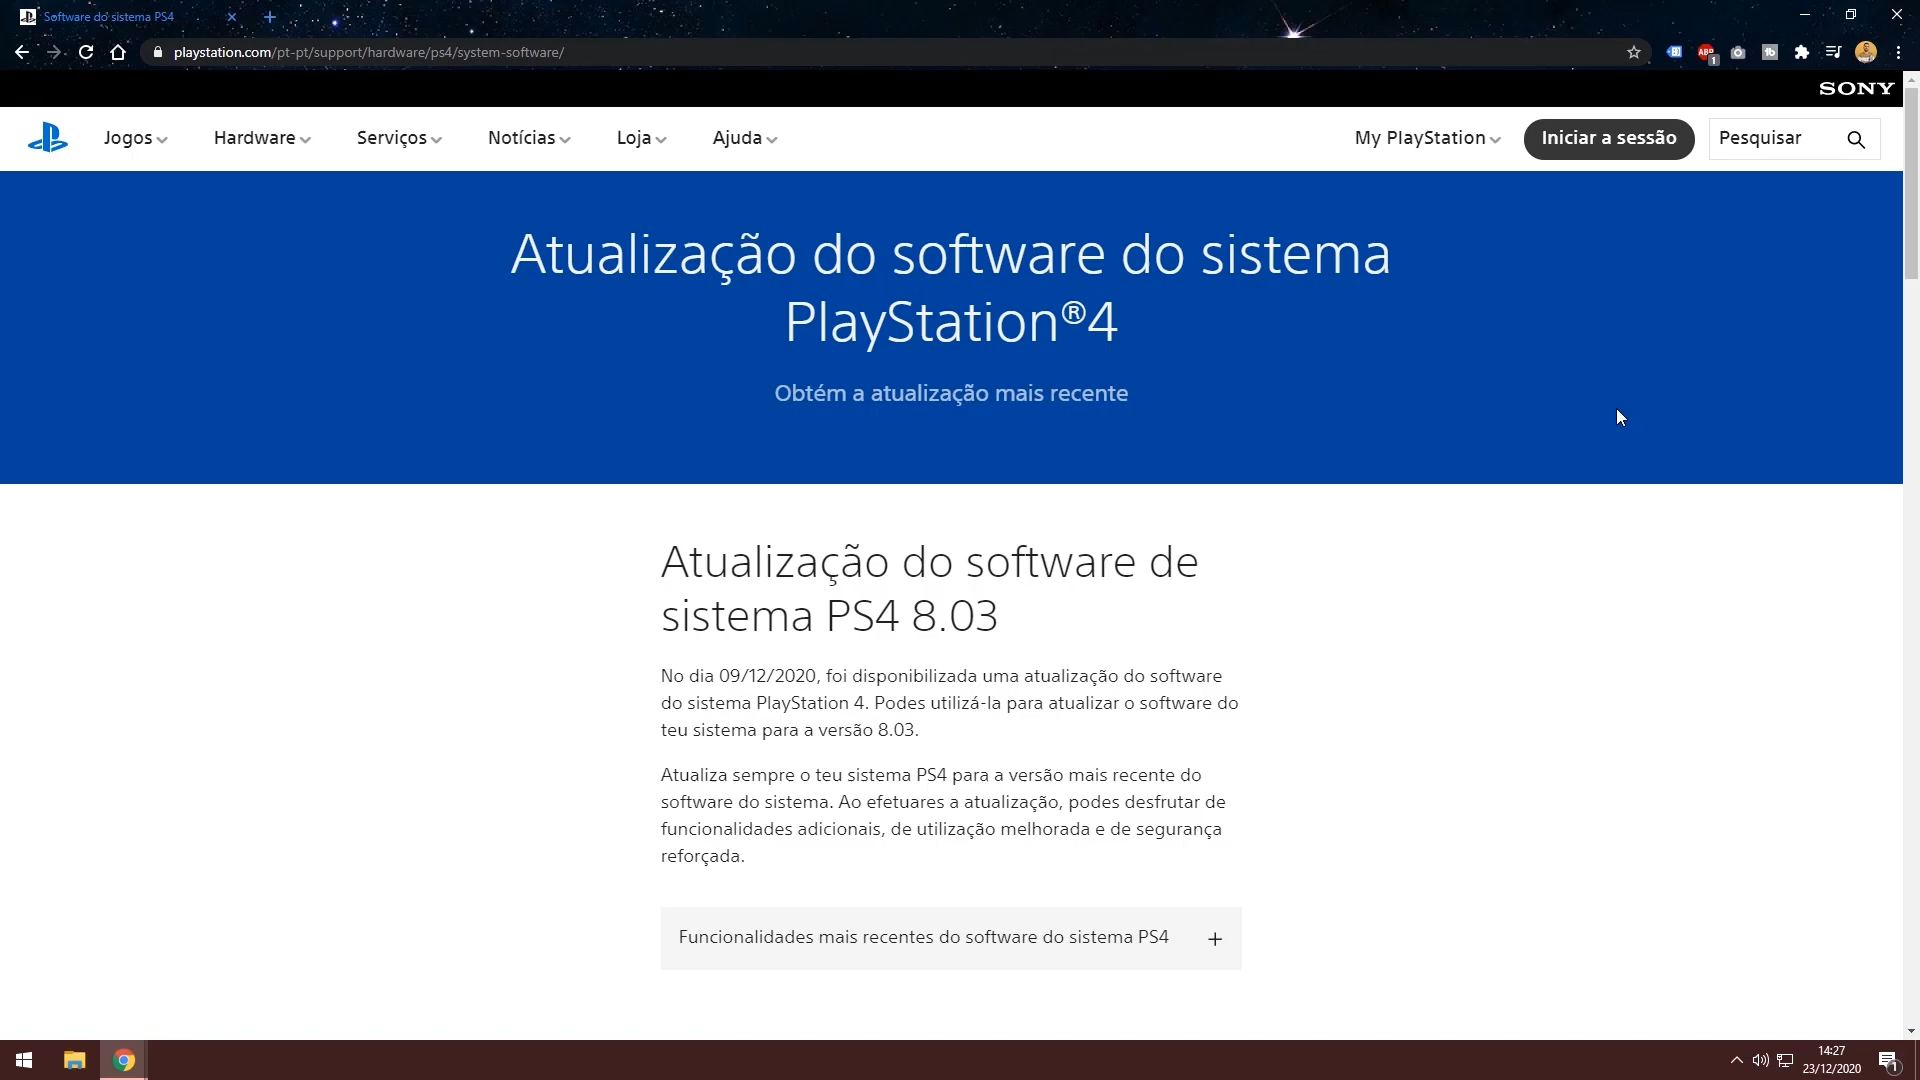 Software do sistema PS4
playstation.com/pt-pt/support/hardware/ps4/system-software/
ABP
1
SONY
Jogos
Hardware
Serviços
Notícias
Loja
Ajuda
My PlayStation
Iniciar a sessão
Pesquisar
Atualização do software do sistema
PlayStation®4
Obtém a atualização mais recente
Atualização do software de
sistema PS4 8.03
No dia 09/12/2020, foi disponibilizada uma atualização do software
do sistema PlayStation 4. Podes utilizá-la para atualizar o software do
teu sistema para a versão 8.03.
Atualiza sempre o teu sistema PS4 para a versão mais recente do
software do sistema. Ao efetuares a atualização, podes desfrutar de
funcionalidades adicionais, de utilização melhorada e de segurança
reforçada.
Funcionalidades mais recentes do software do sistema PS4
14:27
23/12/2020
1